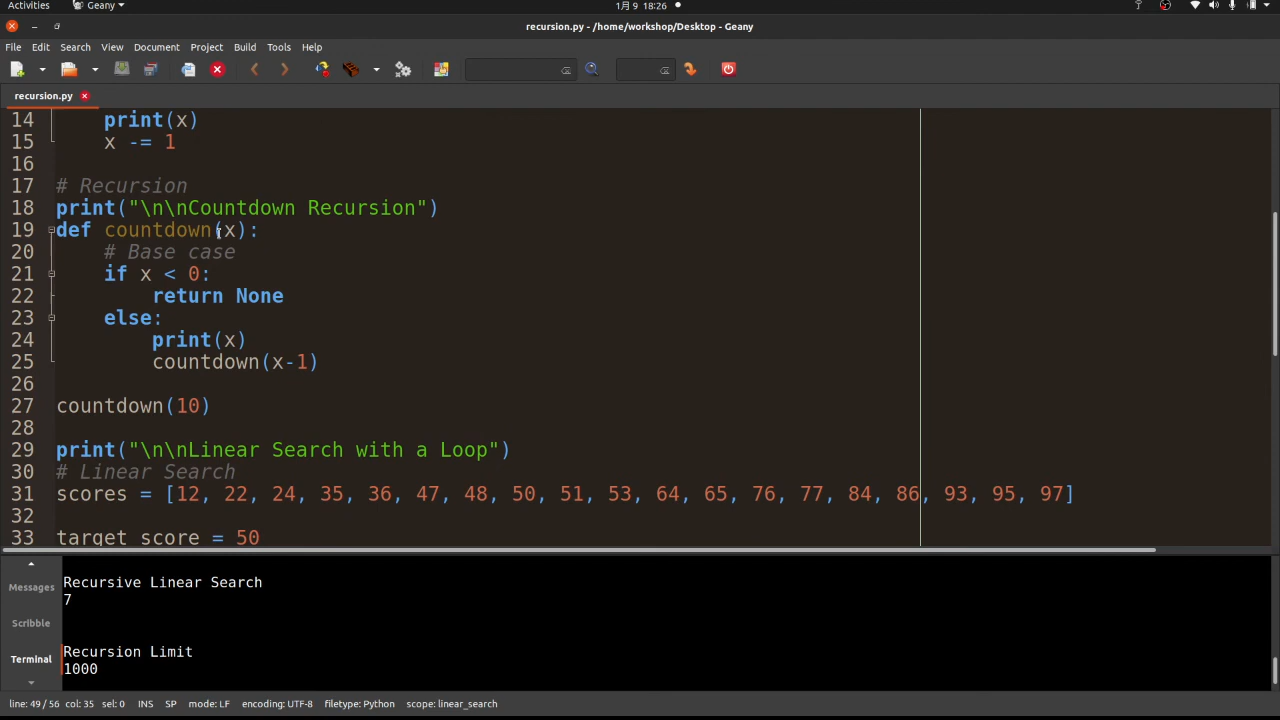 Activities Geany 1月 9 18:26
recursion.py - /home/workshop/Desktop - Geany
File Edit Search View Document Project Build Tools Help
recursion.py
14 print(x)
15 x -= 1
16
17 # Recursion
18 print("\n\nCountdown Recursion")
19 def countdown(x):
20 # Base case
21 if x < 0:
22 return None
23 else:
24 print(x)
25 countdown(x-1)
26
27 countdown(10)
28
29 print("\n\nLinear Search with a Loop")
30 # Linear Search
31 scores = [12, 22, 24, 35, 36, 47, 48, 50, 51, 53, 64, 65, 76, 77, 84, 86, 93, 95, 97]
32
33 target_score = 50
Messages
Scribble
Terminal
Recursive Linear Search
7
Recursion Limit
1000
line: 49 / 56 col: 35 sel: 0 INS SP mode: LF encoding: UTF-8 filetype: Python scope: linear_search